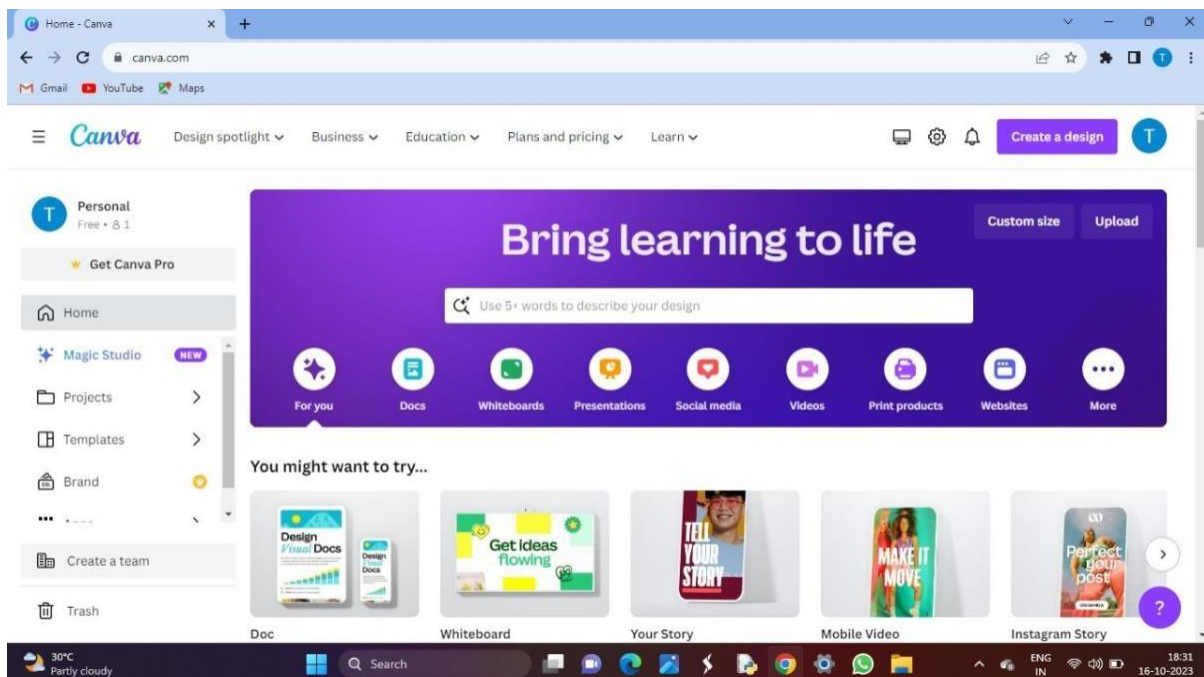 Home - Canva
canva.com
Gmail YouTube Maps
Canva Design spotlight Business Education Plans and pricing Learn Create a design T
T Personal
Free • 1
Get Canva Pro
Home
Magic Studio NEW
Projects
Templates
Brand
Create a team
Trash
Bring learning to life
Custom size Upload
Use 5+ words to describe your design
For you Docs Whiteboards Presentations Social media Videos Print products Websites More
You might want to try...
Design
Visual Docs
Design
Visual
Docs
Get ideas
flowing
TELL
YOUR
STORY
MAKE IT
MOVE
Perfect
your
post
Doc Whiteboard Your Story Mobile Video Instagram Story
?
30°C
Partly cloudy
Search
ENG
IN
18:31
16-10-2023